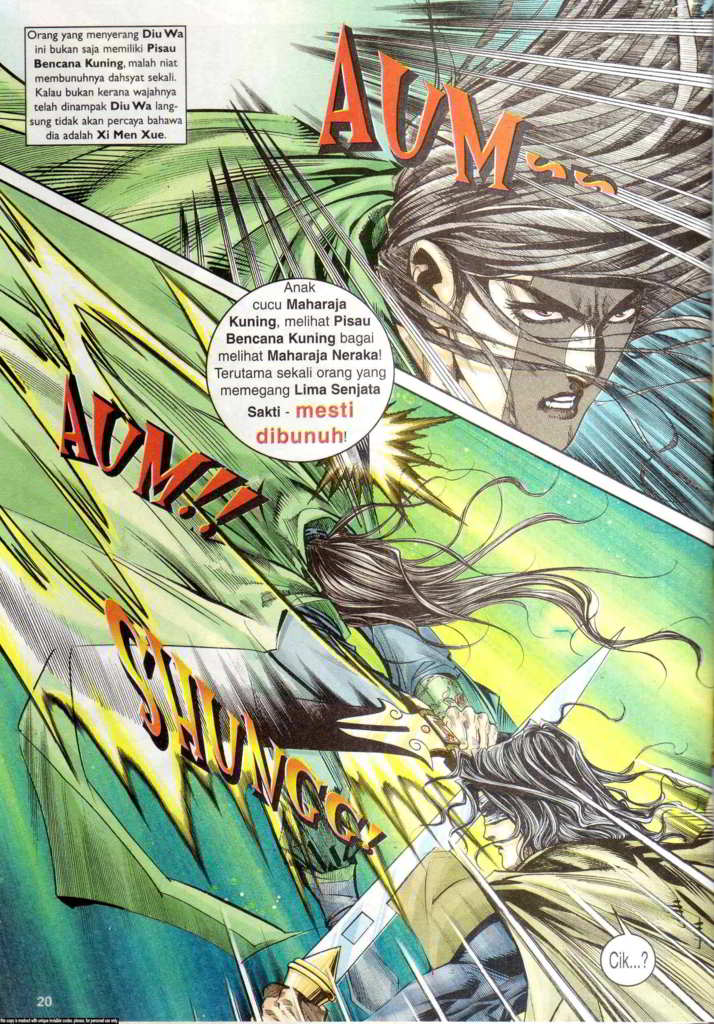 Orang yang menyerang Diu Wa
ini bukan saja memiliki Pisau
Bencana Kuning, malah niat
membunuhnya dahsyat sekali.
Kalau bukan kerana wajahnya
telah dinampak Diu Wa lang-
sung tidak akan percaya bahawa
dia adalah Xi Men Xue.
AUM~~
Anak
cucu Maharaja
Kuning, melihat Pisau
Bencana Kuning bagai
melihat Maharaja Neraka!
Terutama sekali orang yang
memegang Lima Senjata
Sakti - mesti
dibunuh!
AUM!!
SHUNGG!
Cik...?
20